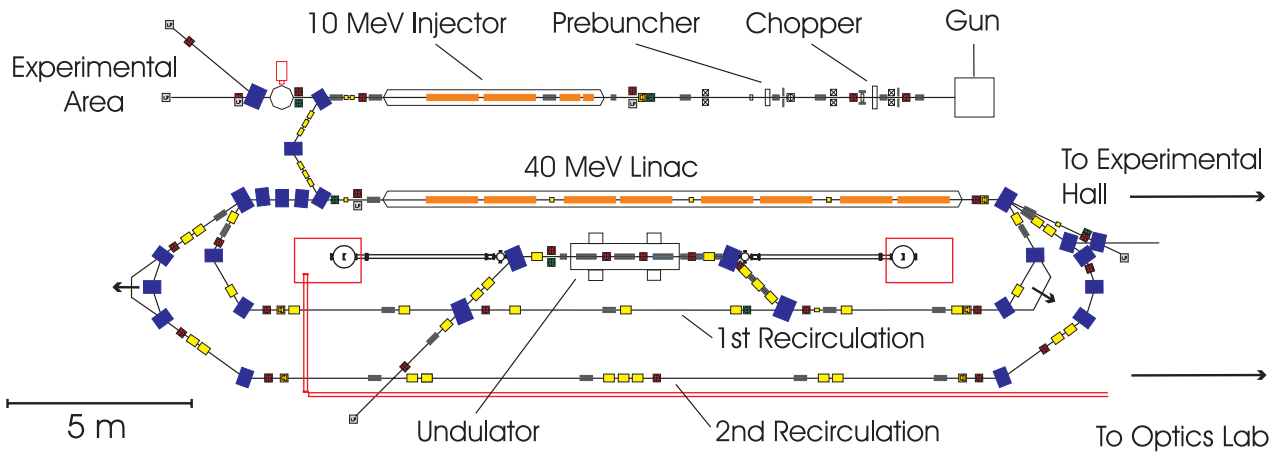 10 MeV Injector
Prebuncher
Chopper
Gun
Experimental
Area
40 MeV Linac
To Experimental
Hall
1st Recirculation
5 m
Undulator
2nd Recirculation
To Optics Lab